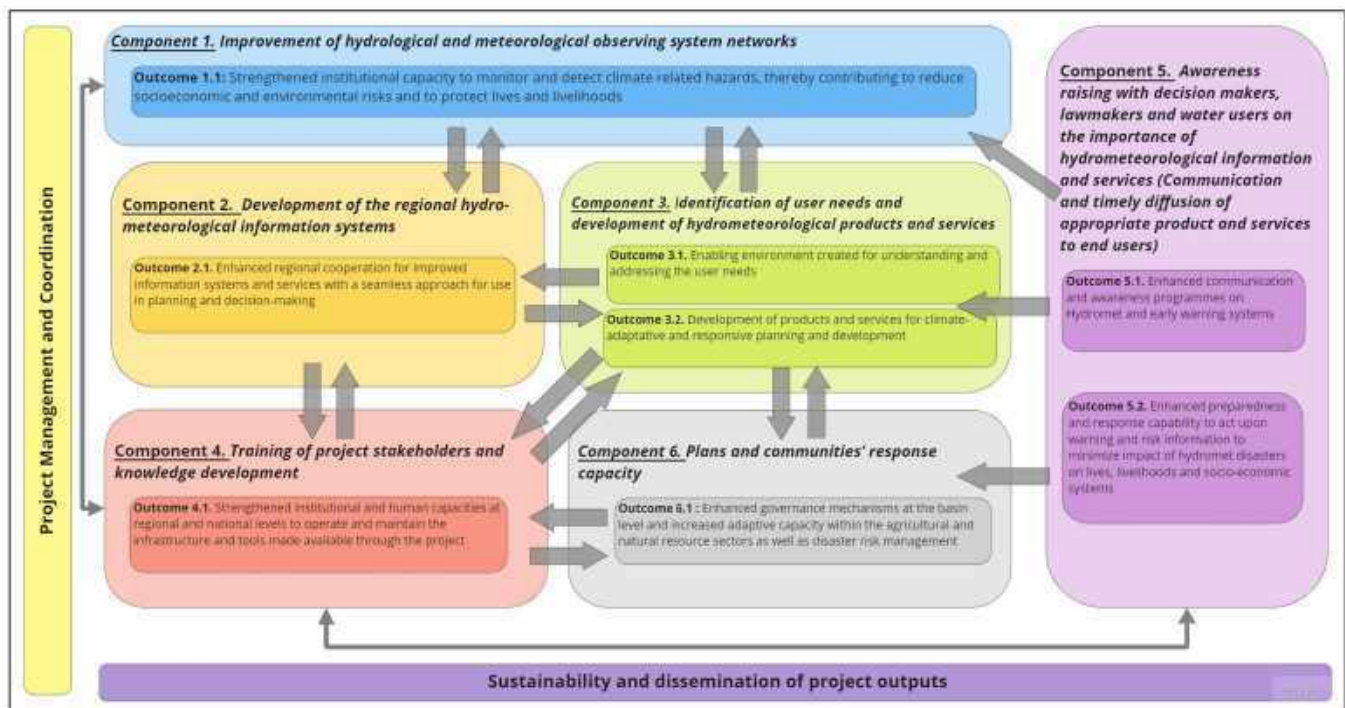 Project Management and Coordination
Component 1. Improvement of hydrological and meteorological observing system networks
Outcome 1.1: Strengthened institutional capacity to monitor and detect climate related hazards, thereby contributing to reduce
socioeconomic and environmental risks and to protect lives and livelihoods
Component 2. Development of the regional hydro-
meteorological information systems
Outcome 2.1. Enhanced regional cooperation for improved
information systems and services with a seamless approach for use
in planning and decision-making
Component 3. Identification of user needs and
development of hydrometeorological products and services
Outcome 3.1. Enabling environment created for understanding and
addressing the user needs
Outcome 3.2. Development of products and services for climate-
adaptative and responsive planning and development
Component 4. Training of project stakeholders and
knowledge development
Outcome 4.1. Strengthened institutional and human capacities at
regional and national levels to operate and maintain the
infrastructure and tools made available through the project
Component 6. Plans and communities' response
capacity
Outcome 6.1 : Enhanced governance mechanisms at the basin
level and increased adaptive capacity within the agricultural and
natural resource sectors as well as disaster risk management
Component 5. Awareness
raising with decision makers,
lawmakers and water users on
the importance of
hydrometeorological information
and services (Communication
and timely diffusion of
appropriate product and services
to end users)
Outcome 5.1. Enhanced communication
and awareness programmes on
Hydromet and early warning systems
Outcome 5.2. Enhanced preparedness
and response capability to act upon
warning and risk information to
minimize impact of hydromet disasters
on lives, livelihoods and socio-economic
systems
Sustainability and dissemination of project outputs